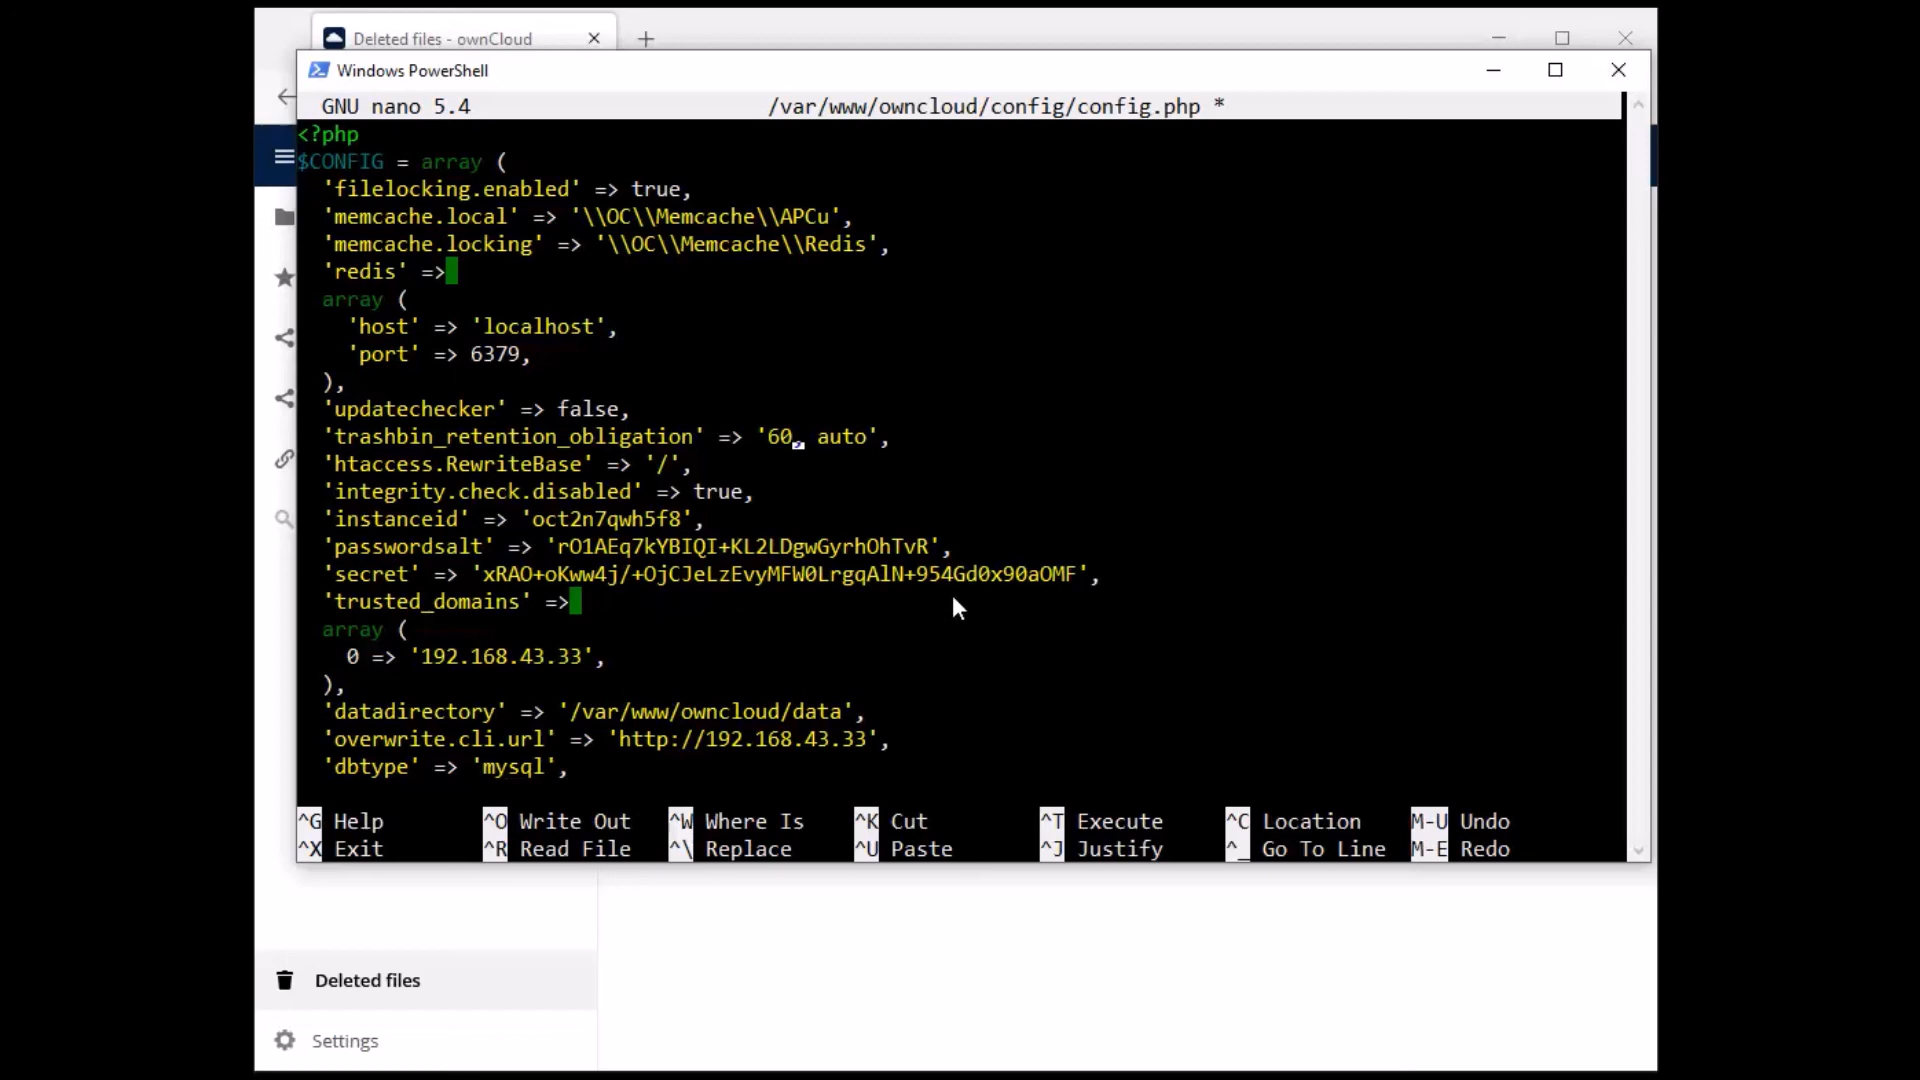 Deleted files - ownCloud
Windows PowerShell
GNU nano 5.4 /var/www/owncloud/config/config.php *
<?php
$CONFIG = array (
'filelocking.enabled' => true,
'memcache.local' => '\\OC\\Memcache\\APCu',
'memcache.locking' => '\\OC\\Memcache\\Redis',
'redis' =>
array (
'host' => 'localhost',
'port' => 6379,
),
'updatechecker' => false,
'trashbin_retention_obligation' => '60, auto',
'htaccess.RewriteBase' => '/',
'integrity.check.disabled' => true,
'instanceid' => 'oct2n7qwh5f8',
'passwordsalt' => 'rO1AEq7kYBIQI+KL2LDgwGyrhOhTvR',
'secret' => 'xRAO+oKww4j/+OjCJeLzEvyMFW0LrgqAlN+954Gd0x90aOMF',
'trusted_domains' =>
array (
0 => '192.168.43.33',
),
'datadirectory' => '/var/www/owncloud/data',
'overwrite.cli.url' => 'http://192.168.43.33',
'dbtype' => 'mysql',
^G Help ^O Write Out ^W Where Is ^K Cut ^T Execute ^C Location M-U Undo
^X Exit ^R Read File ^\ Replace ^U Paste ^J Justify ^_ Go To Line M-E Redo
Deleted files
Settings